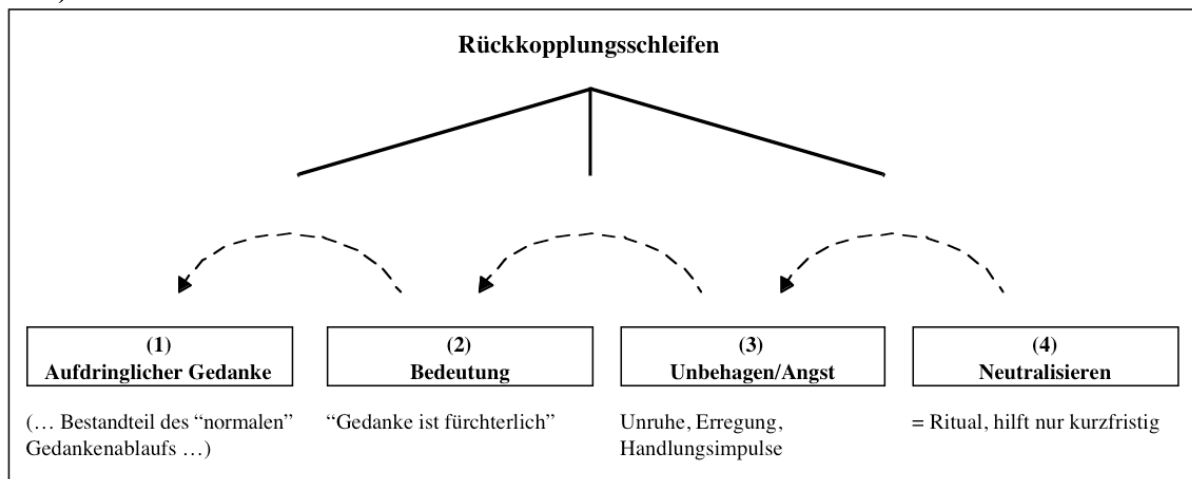 Rückkopplungsschleifen
(1)
Aufdringlicher Gedanke
(2)
Bedeutung
(3)
Unbehagen/Angst
(4)
Neutralisieren
(… Bestandteil des “normalen”
Gedankenablaufs …)
“Gedanke ist fürchterlich”
Unruhe, Erregung,
Handlungsimpulse
= Ritual, hilft nur kurzfristig